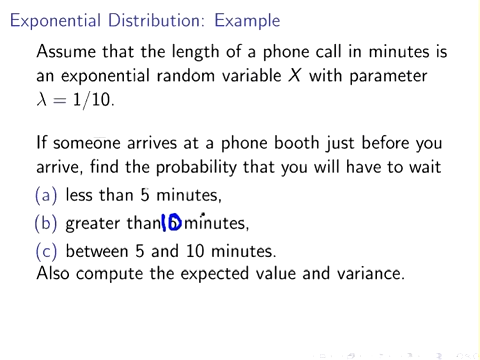 Exponential Distribution: Example
Assume that the length of a phone call in minutes is
an exponential random variable X with parameter
λ = 1/10.
If someone arrives at a phone booth just before you
arrive, find the probability that you will have to wait
(a) less than 5 minutes,
(b) greater than 10 minutes,
(c) between 5 and 10 minutes.
Also compute the expected value and variance.